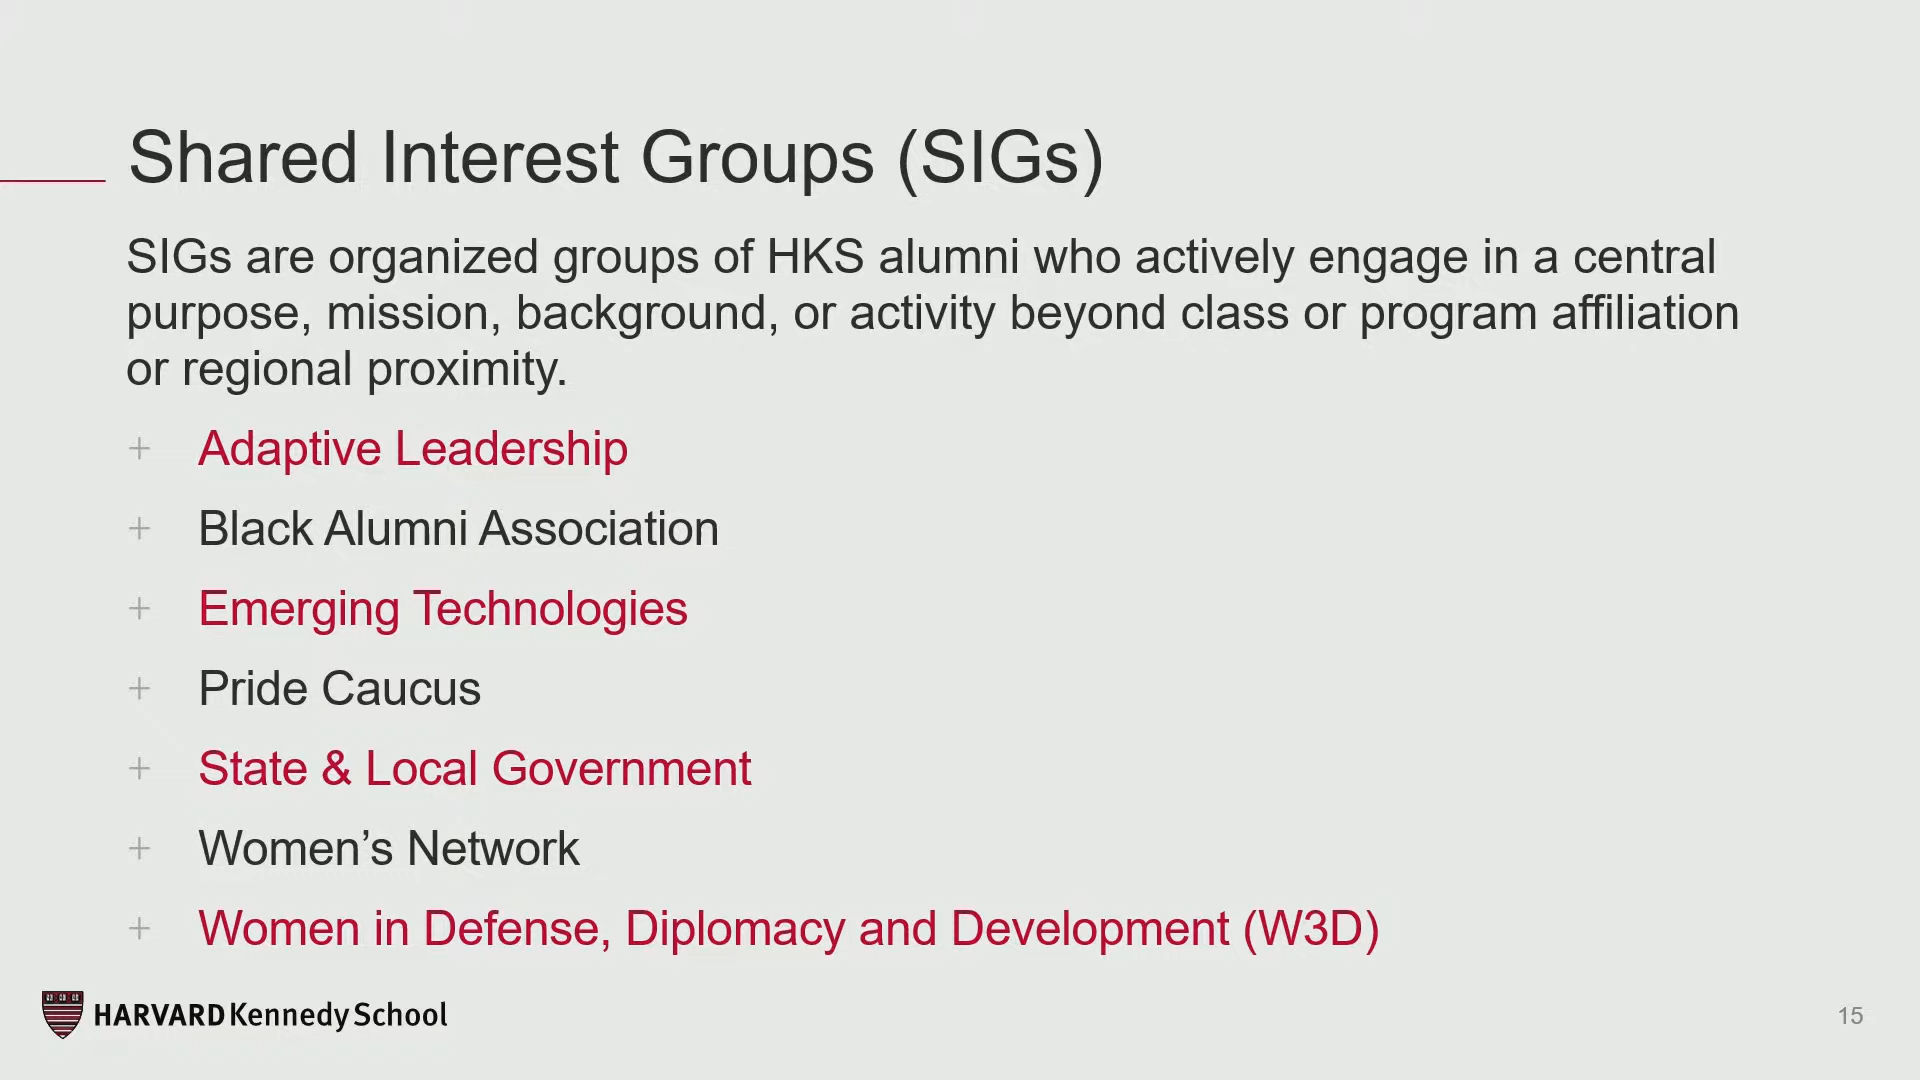 Shared Interest Groups (SIGs)
SIGs are organized groups of HKS alumni who actively engage in a central
purpose, mission, background, or activity beyond class or program affiliation
or regional proximity.
+ Adaptive Leadership
+ Black Alumni Association
+ Emerging Technologies
+ Pride Caucus
+ State & Local Government
+ Women’s Network
+ Women in Defense, Diplomacy and Development (W3D)
HARVARD Kennedy School
15